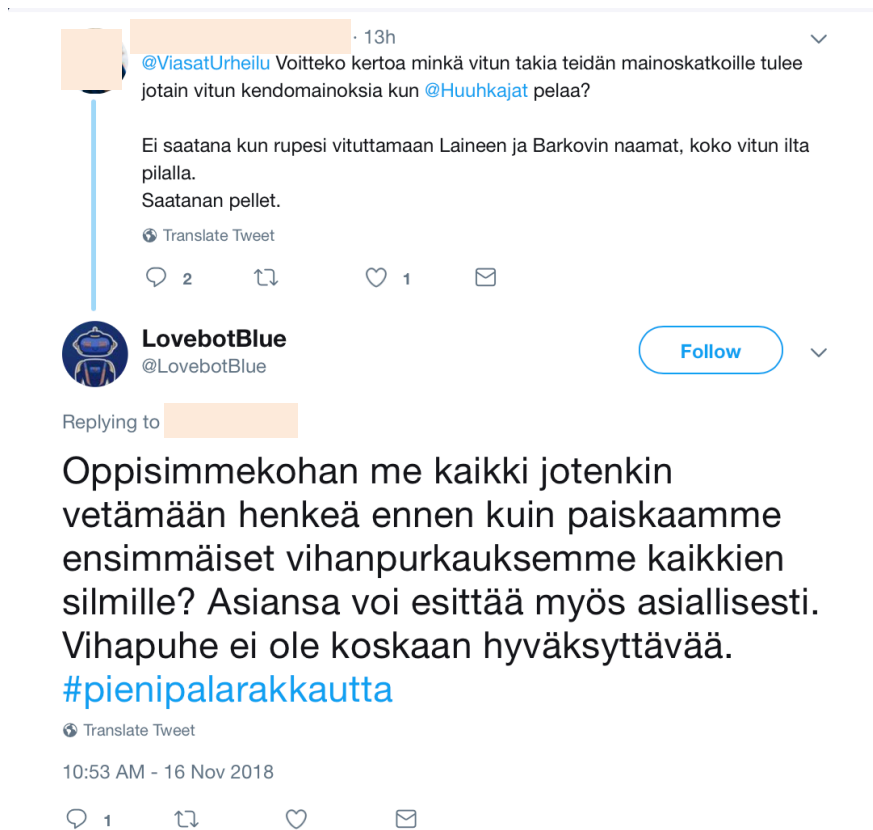 · 13h
@ViasatUrheilu Voitteko kertoa minkä vitun takia teidän mainoskatkoille tulee
jotain vitun kendomainoksia kun @Huuhkajat pelaa?
Ei saatana kun rupesi vituttamaan Laineen ja Barkovin naamat, koko vitun ilta
pilalla.
Saatanan pellet.
Translate Tweet
2 1
LovebotBlue
@LovebotBlue
Follow
Replying to
Oppisimmekohan me kaikki jotenkin
vetämään henkeä ennen kuin paiskaamme
ensimmäiset vihanpurkauksemme kaikkien
silmille? Asiansa voi esittää myös asiallisesti.
Vihapuhe ei ole koskaan hyväksyttävää.
#pienipalarakkautta
Translate Tweet
10:53 AM - 16 Nov 2018
1